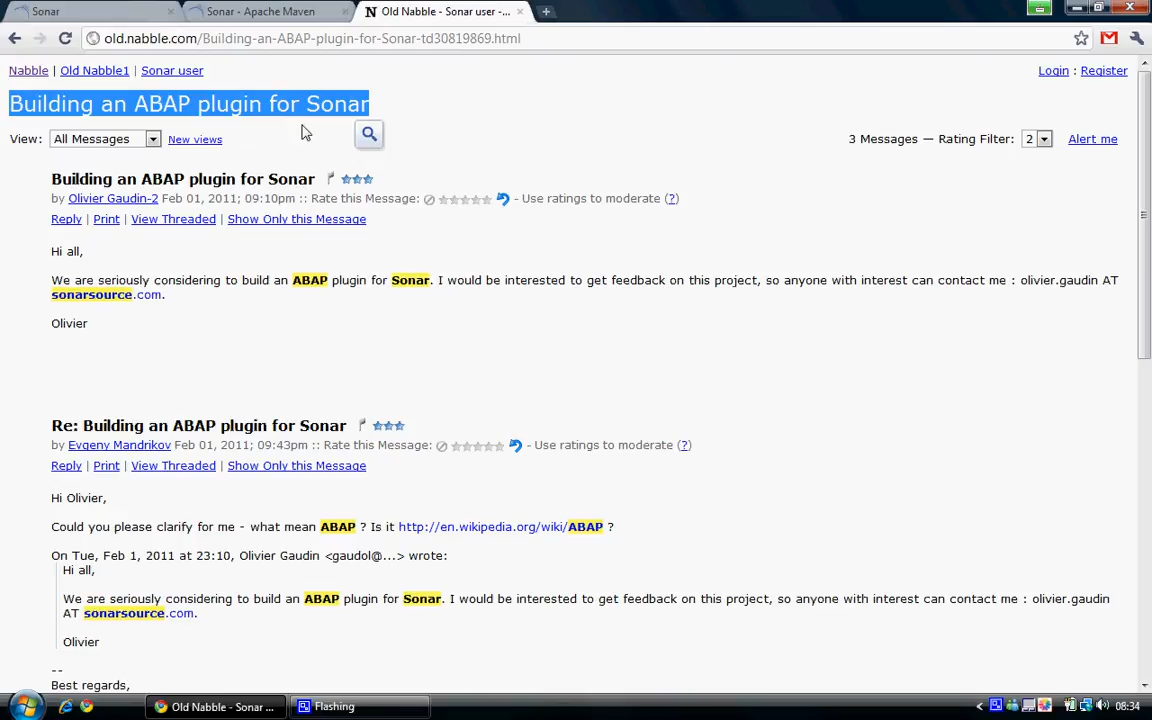 Sonar
Sonar - Apache Maven
Old Nabble - Sonar user -...
old.nabble.com/Building-an-ABAP-plugin-for-Sonar-td30819869.html
Nabble | Old Nabble1 | Sonar user
Login : Register
Building an ABAP plugin for Sonar
View: All Messages New views
3 Messages — Rating Filter: 2 Alert me
Building an ABAP plugin for Sonar
by Olivier Gaudin-2 Feb 01, 2011; 09:10pm :: Rate this Message: - Use ratings to moderate (?)
Reply | Print | View Threaded | Show Only this Message
Hi all,
We are seriously considering to build an ABAP plugin for Sonar. I would be interested to get feedback on this project, so anyone with interest can contact me : olivier.gaudin AT
sonarsource.com.
Olivier
Re: Building an ABAP plugin for Sonar
by Evgeny Mandrikov Feb 01, 2011; 09:43pm :: Rate this Message: - Use ratings to moderate (?)
Reply | Print | View Threaded | Show Only this Message
Hi Olivier,
Could you please clarify for me - what mean ABAP ? Is it http://en.wikipedia.org/wiki/ABAP ?
On Tue, Feb 1, 2011 at 23:10, Olivier Gaudin <gaudol@...> wrote:
Hi all,
We are seriously considering to build an ABAP plugin for Sonar. I would be interested to get feedback on this project, so anyone with interest can contact me : olivier.gaudin
AT sonarsource.com.
Olivier
--
Best regards,
Old Nabble - Sonar ...
Flashing
08:34